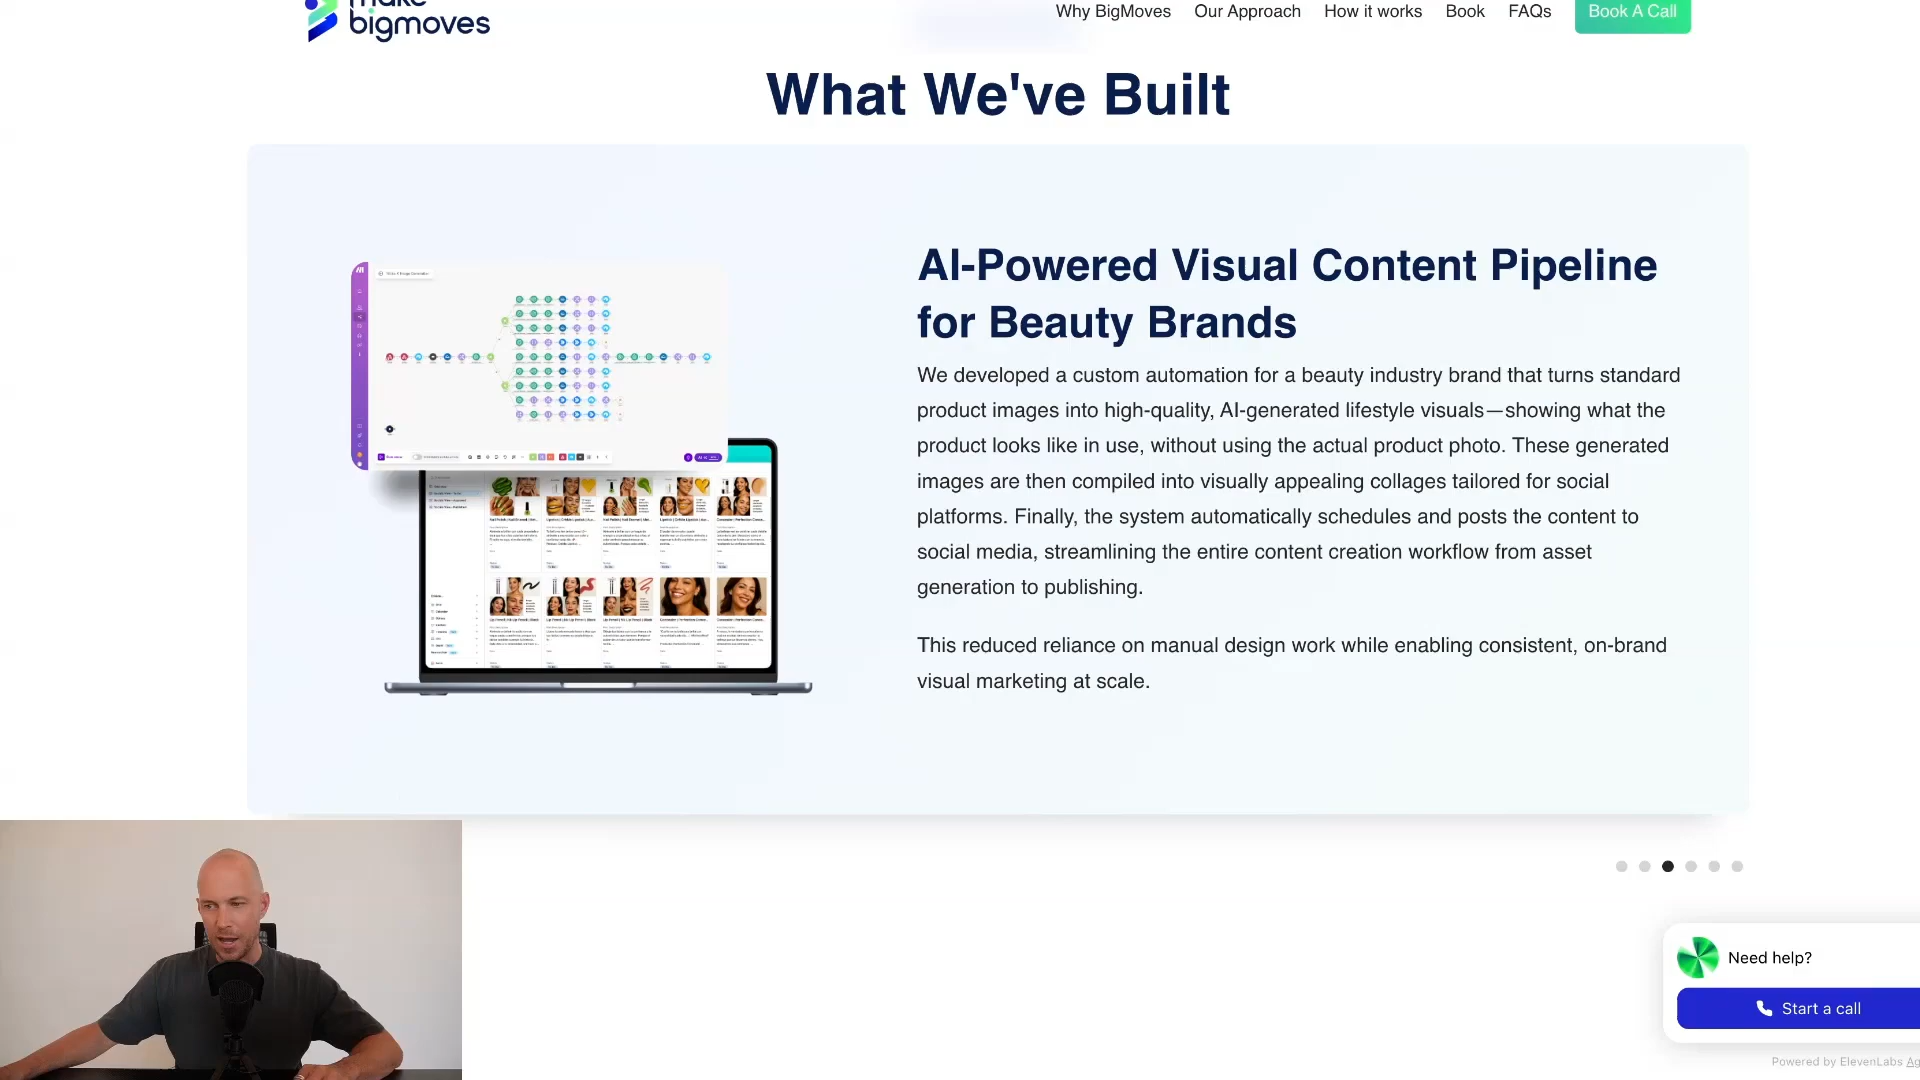 make
bigmoves
Why BigMoves
Our Approach
How it works
Book
FAQs
Book A Call
What We've Built
AI-Powered Visual Content Pipeline
for Beauty Brands
We developed a custom automation for a beauty industry brand that turns standard
product images into high-quality, AI-generated lifestyle visuals—showing what the
product looks like in use, without using the actual product photo. These generated
images are then compiled into visually appealing collages tailored for social
platforms. Finally, the system automatically schedules and posts the content to
social media, streamlining the entire content creation workflow from asset
generation to publishing.
This reduced reliance on manual design work while enabling consistent, on-brand
visual marketing at scale.
Need help?
Start a call
Powered by ElevenLabs Ag